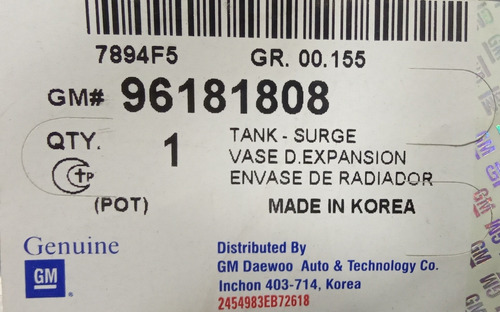 7894F5 GR. 00.155
GM# 96181808
QTY. 1 TANK - SURGE
VASE D.EXPANSION
ENVASE DE RADIADOR
(POT) MADE IN KOREA
Genuine
GM
Distributed By
GM Daewoo Auto & Technology Co.
Inchon 403-714, Korea
2454983EB72618